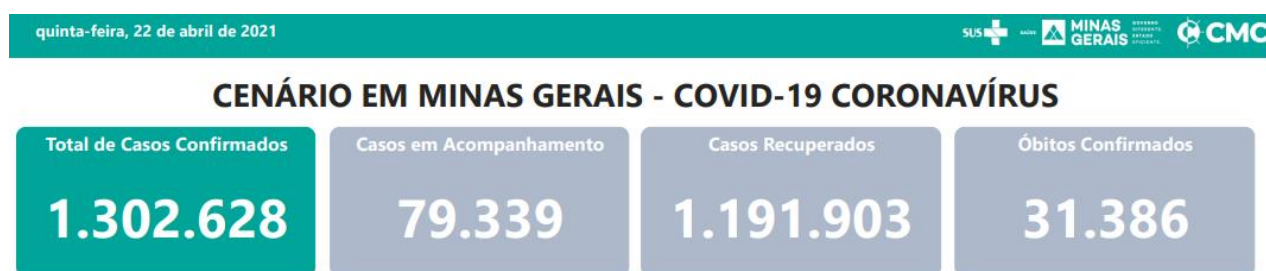 quinta-feira, 22 de abril de 2021
SUS
MINAS GERAIS
CMC
CENÁRIO EM MINAS GERAIS - COVID-19 CORONAVÍRUS
Total de Casos Confirmados
1.302.628
Casos em Acompanhamento
79.339
Casos Recuperados
1.191.903
Óbitos Confirmados
31.386